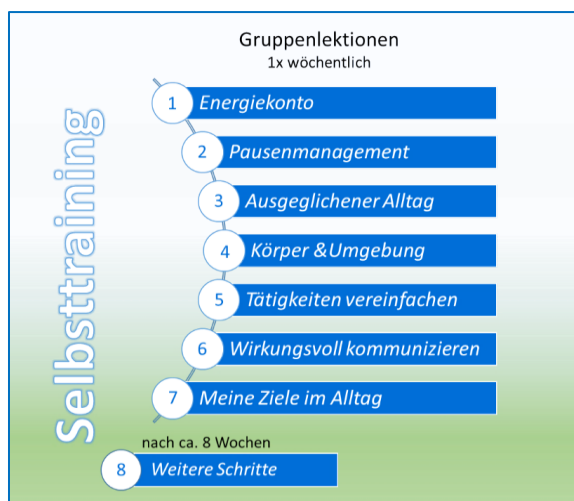 Gruppenlektionen
1x wöchentlich
Selbsttraining
1 Energiekonto
2 Pausenmanagement
3 Ausgeglichener Alltag
4 Körper &Umgebung
5 Tätigkeiten vereinfachen
6 Wirkungsvoll kommunizieren
7 Meine Ziele im Alltag
nach ca. 8 Wochen
8 Weitere Schritte